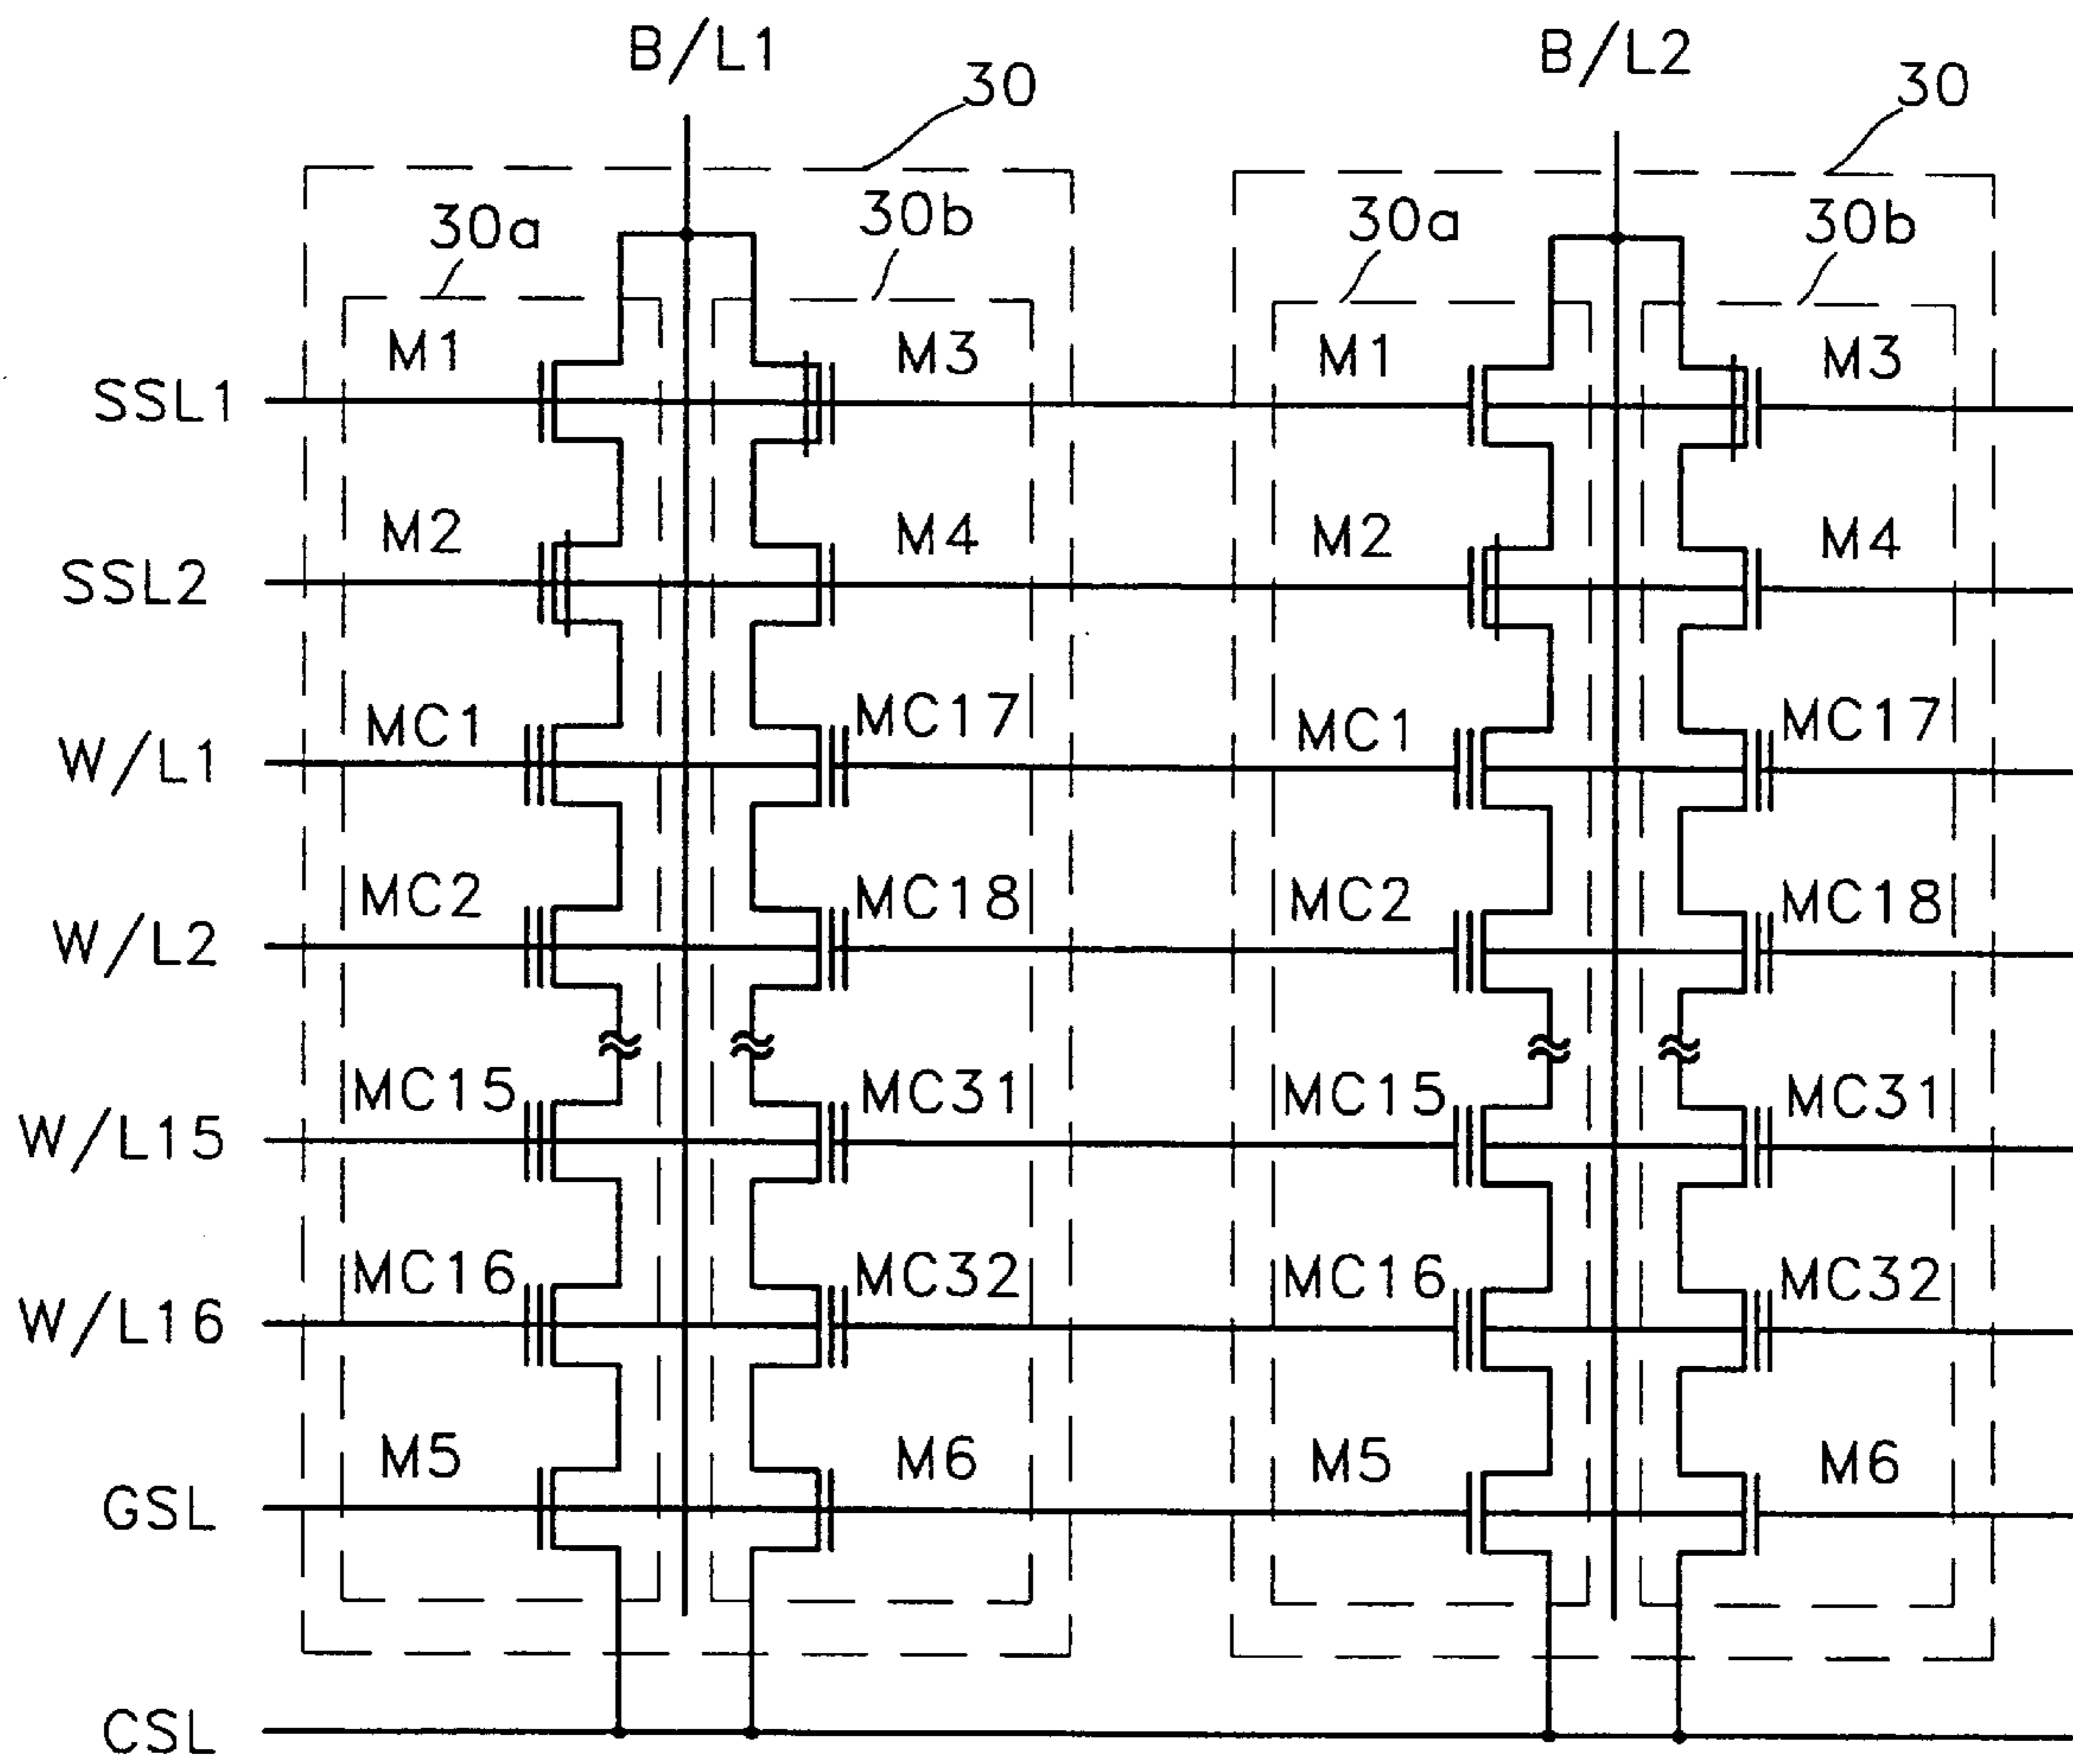 B/L1 B/L2
30 30
30a 30b 30a 30b
M1 M3 M1 M3
SSL1
M2 M4 M2 M4
SSL2
MC1 MC17 MC1 MC17
W/L1
MC2 MC18 MC2 MC18
W/L2
MC15 MC31 MC15 MC31
W/L15
MC16 MC32 MC16 MC32
W/L16
M5 M6 M5 M6
GSL
CSL